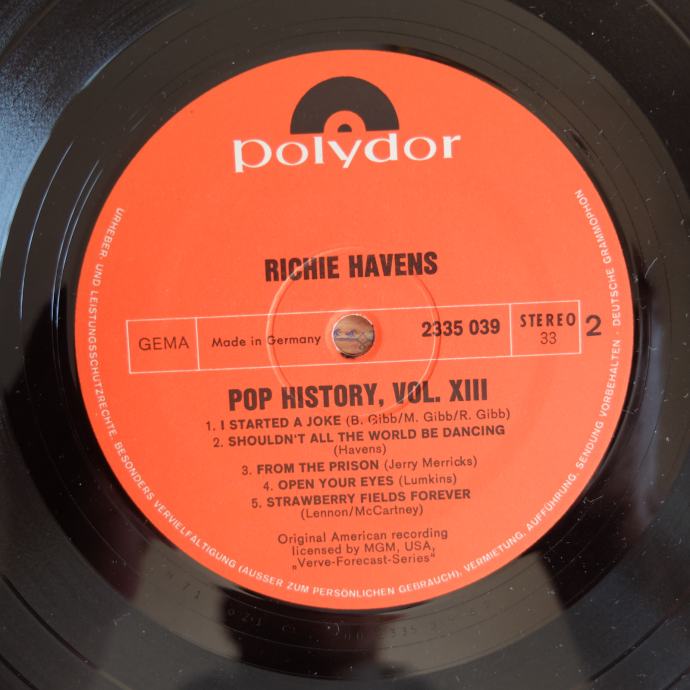 polydor
RICHIE HAVENS
GEMA
Made in Germany
2335 039
STEREO
33
2
POP HISTORY, VOL. XIII
1. I STARTED A JOKE (B. Gibb/M. Gibb/R. Gibb)
2. SHOULDN'T ALL THE WORLD BE DANCING
(Havens)
3. FROM THE PRISON (Jerry Merricks)
4. OPEN YOUR EYES (Lumkins)
5. STRAWBERRY FIELDS FOREVER
(Lennon/McCartney)
Original American recording
licensed by MGM, USA,
„Verve-Forecast-Series"
URHEBER- UND LEISTUNGSSCHUTZRECHTE, BESONDERS VERVIELFÄLTIGUNG (AUSSER ZUM PERSÖNLICHEN GEBRAUCH), VERMIETUNG, AUFFÜHRUNG, SENDUNG VORBEHALTEN DEUTSCHE GRAMMOPHON